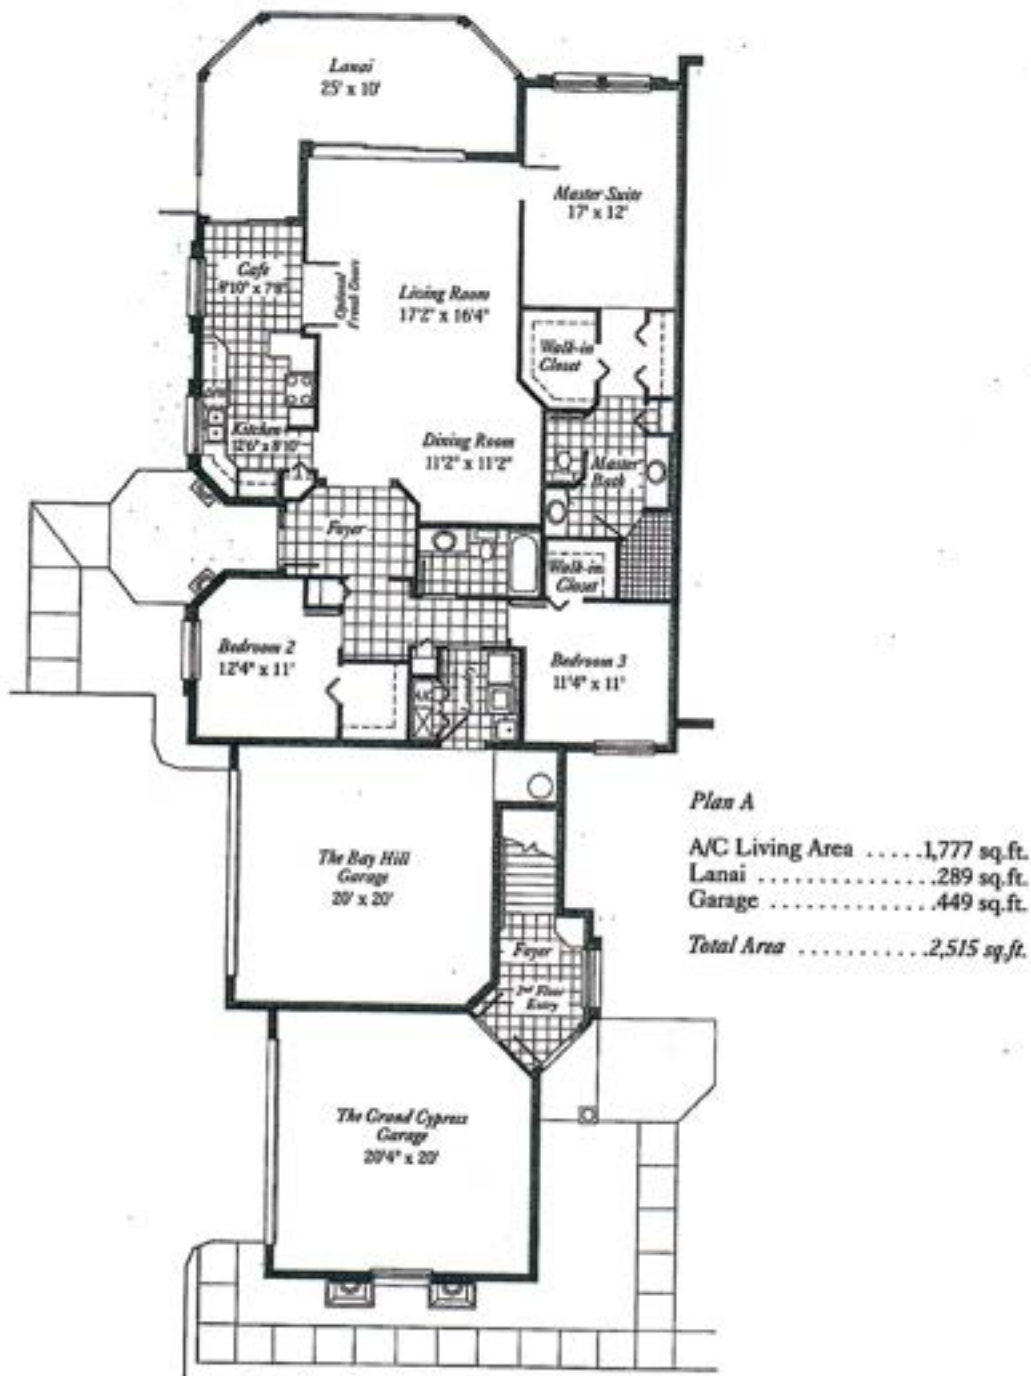 Lanai
25' x 10'
Master Suite
17' x 12'
Cafe
8'10" x 7'8"
Optional
French Doors
Living Room
17'2" x 16'4"
Walk-in
Closet
Kitchen
12'6" x 8'10"
Dining Room
11'2" x 11'2"
Master
Bath
Foyer
Walk-in
Closet
Bedroom 2
12'4" x 11'
Bedroom 3
11'4" x 11'
A/C
Plan A
A/C Living Area .....1,777 sq.ft.
Lanai ...............289 sq.ft.
Garage ..............449 sq.ft.
Total Area ...........2,515 sq.ft.
The Bay Hill
Garage
20' x 20'
Foyer
2nd Floor
Entry
The Grand Cypress
Garage
20'4" x 20'